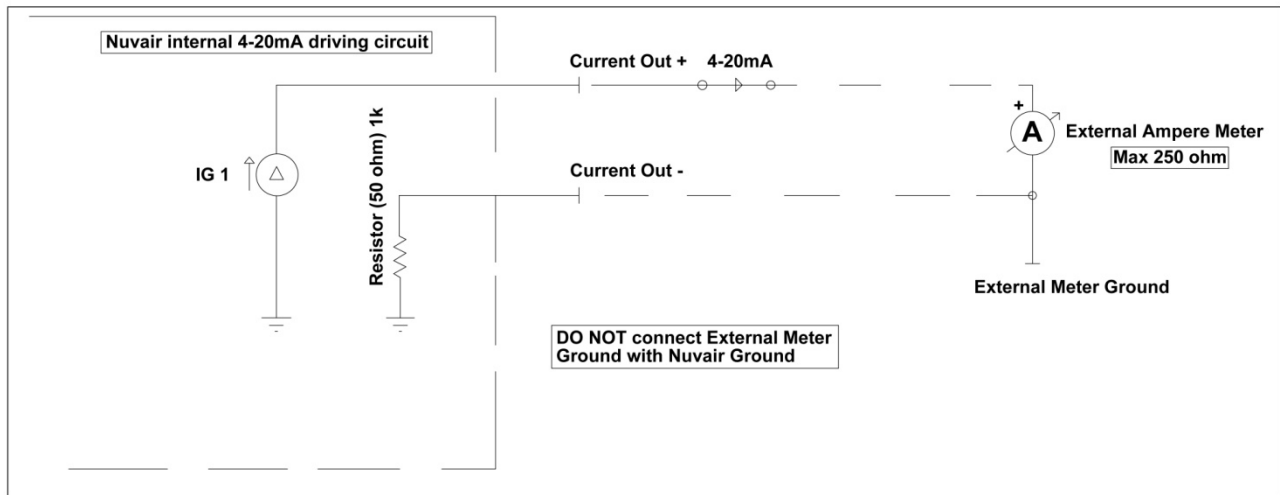 Nuvair internal 4-20mA driving circuit
Current Out + 4-20mA
+
A
External Ampere Meter
Max 250 ohm
IG 1
Resistor (50 ohm) 1k
Current Out -
External Meter Ground
DO NOT connect External Meter
Ground with Nuvair Ground